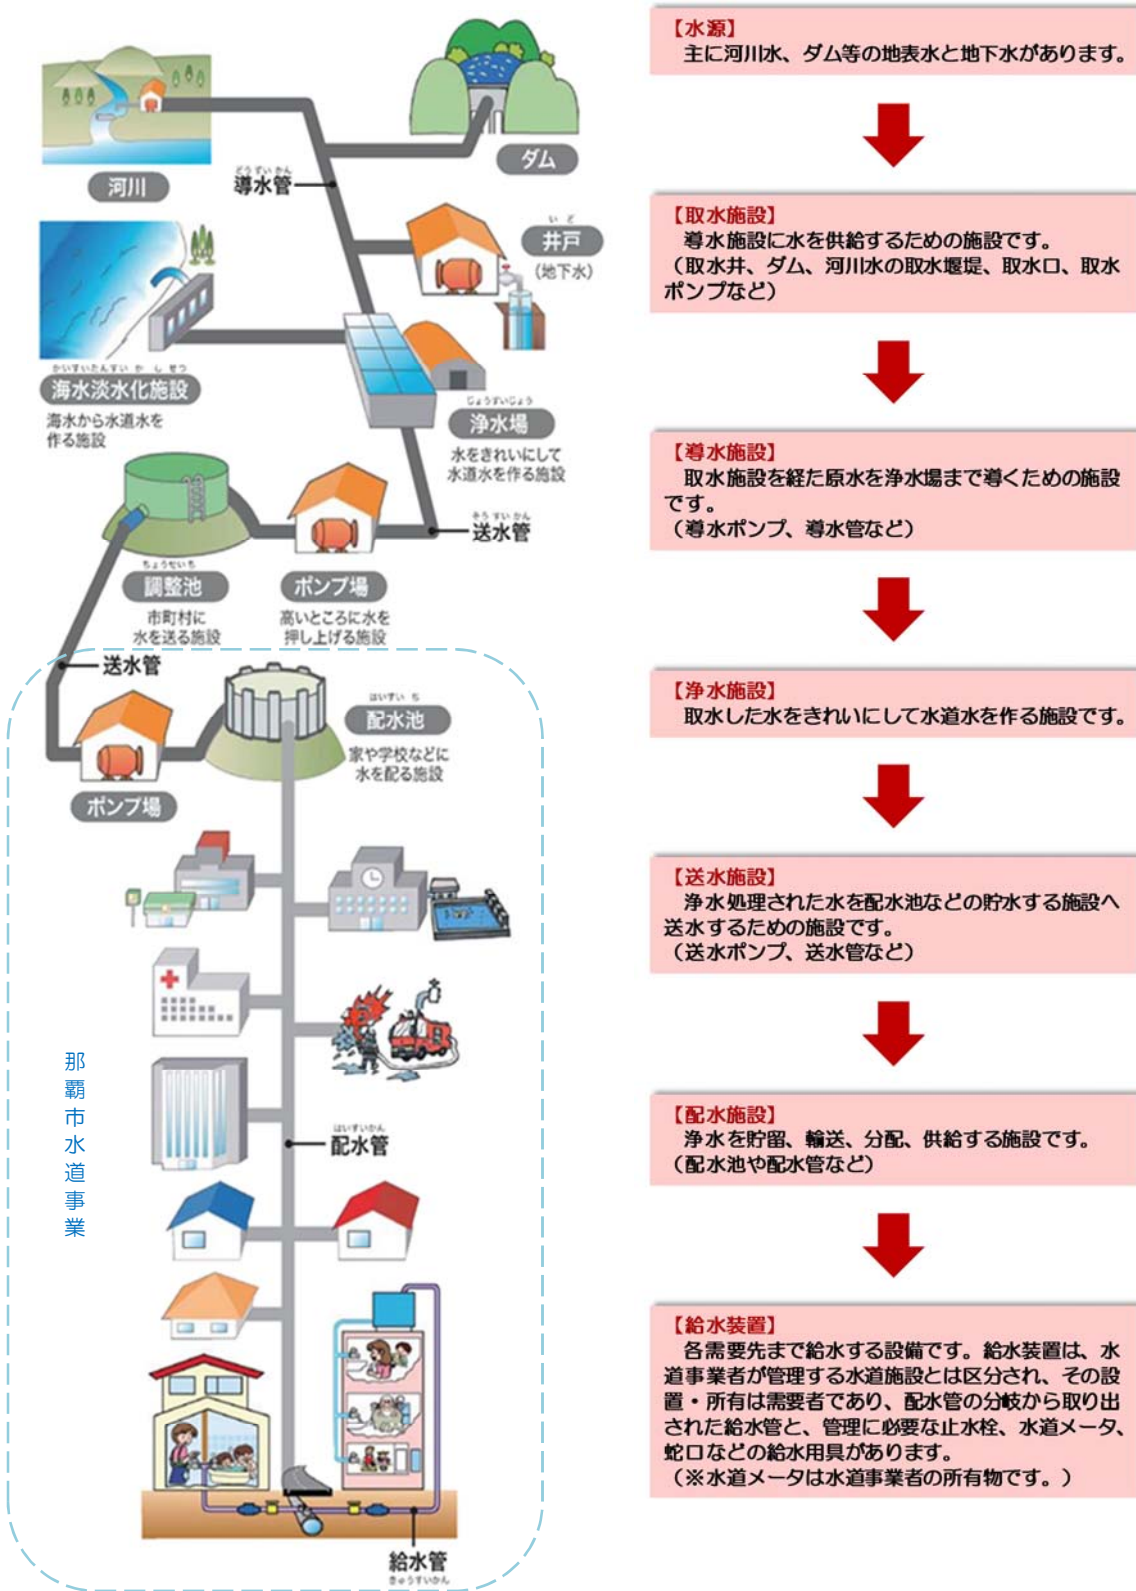 河川
どうすいかん
導水管
ダム
いど
井戸
(地下水)
かいすいたんすいかしせつ
海水淡水化施設
海水から水道水を
作る施設
じょうすいじょう
浄水場
水をきれいにして
水道水を作る施設
そうすいかん
送水管
ちょうせいち
調整池
市町村に
水を送る施設
ポンプ場
高いところに水を
押し上げる施設
送水管
はいすいち
配水池
家や学校などに
水を配る施設
ポンプ場
那覇市水道事業
はいすいかん
配水管
給水管
きゅうすいかん
【水源】
主に河川水、ダム等の地表水と地下水があります。
【取水施設】
導水施設に水を供給するための施設です。
(取水井、ダム、河川水の取水堰堤、取水口、取水
ポンプなど)
【導水施設】
取水施設を経た原水を浄水場まで導くための施設
です。
(導水ポンプ、導水管など)
【浄水施設】
取水した水をきれいにして水道水を作る施設です。
【送水施設】
浄水処理された水を配水池などの貯水する施設へ
送水するための施設です。
(送水ポンプ、送水管など)
【配水施設】
浄水を貯留、輸送、分配、供給する施設です。
(配水池や配水管など)
【給水装置】
各需要先まで給水する設備です。給水装置は、水
道事業者が管理する水道施設とは区分され、その設
置・所有は需要者であり、配水管の分岐から取り出
された給水管と、管理に必要な止水栓、水道メータ、
蛇口などの給水用具があります。
(※水道メータは水道事業者の所有物です。)